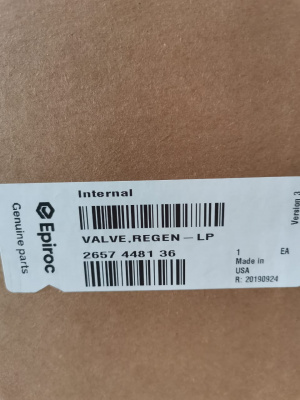 Internal
VALVE,REGEN-LP
2657 4481 36
1 EA
Made in
USA
R: 20190924
Epiroc
Genuine parts
Version 3